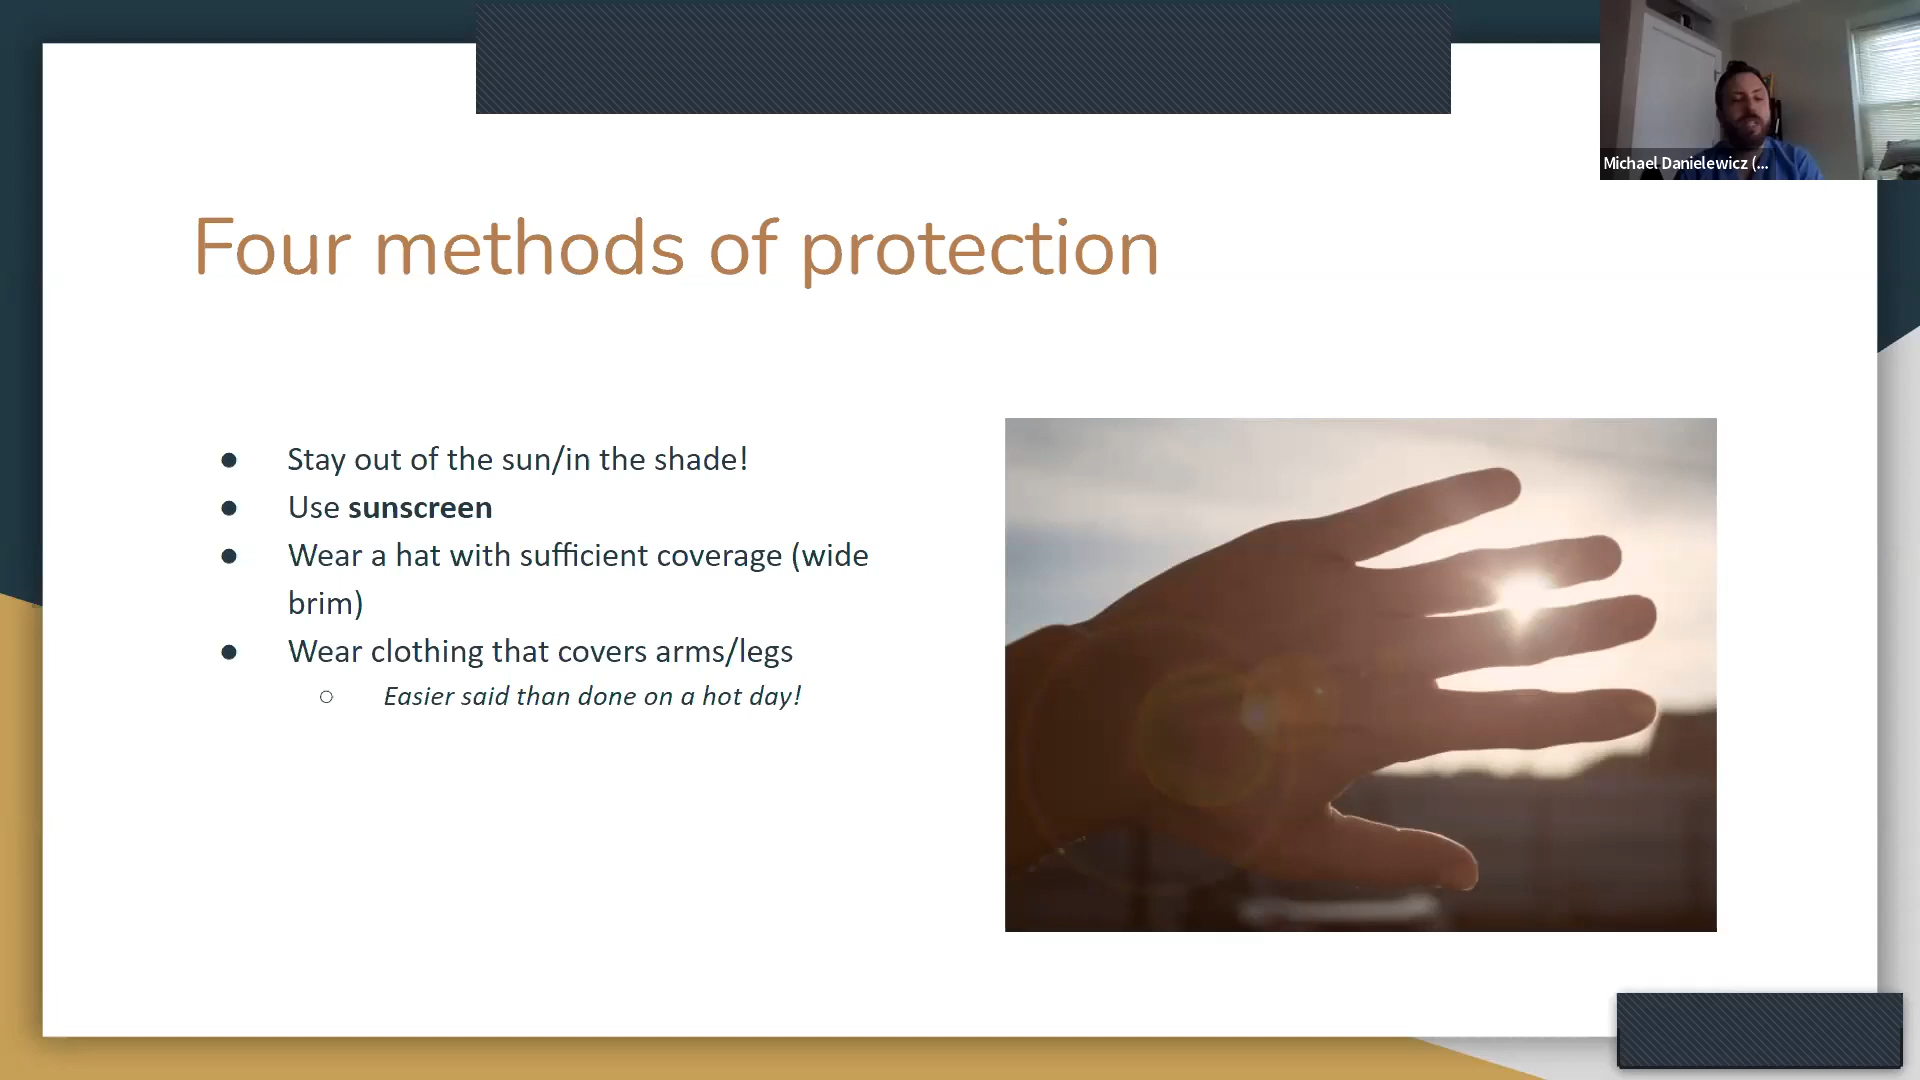 Michael Danielewicz (...
Four methods of protection
● Stay out of the sun/in the shade!
● Use sunscreen
● Wear a hat with sufficient coverage (wide
brim)
● Wear clothing that covers arms/legs
○ Easier said than done on a hot day!